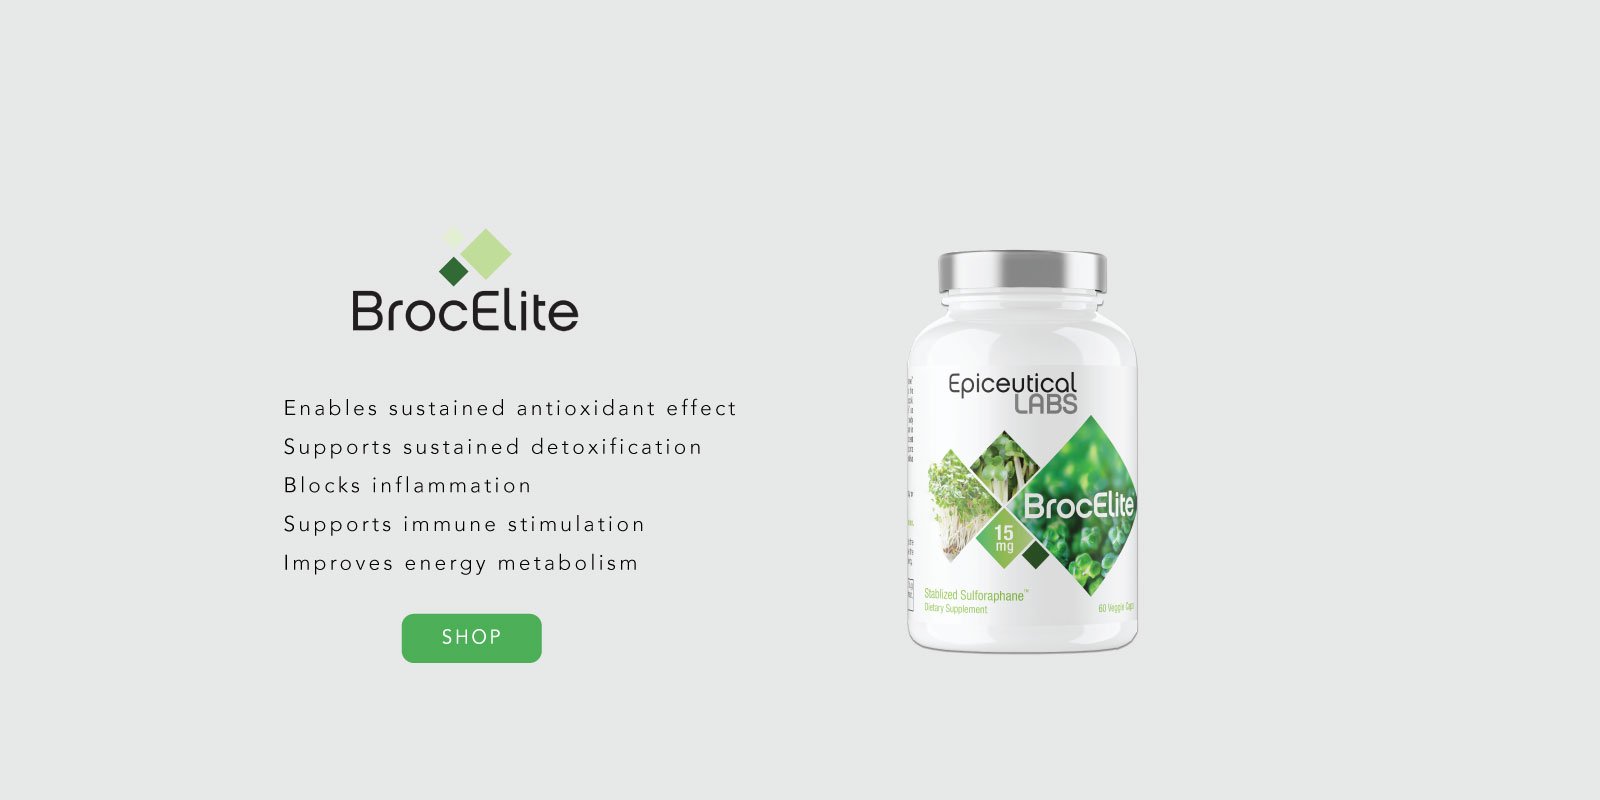 BrocElite
Enables sustained antioxidant effect
Supports sustained detoxification
Blocks inflammation
Supports immune stimulation
Improves energy metabolism
SHOP
Epiceutical
LABS
BrocElite
15
mg
Stablized Sulforaphane™
Dietary Supplement
60 Veggie Caps